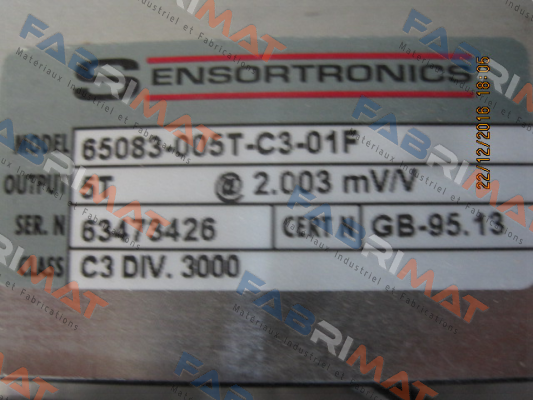 SENSORTRONICS
MODEL 65083-005T-C3-01F
OUTPUT 5T @ 2.003 mV/V
SER. N 63473426 CERT N GB-95.13
CLASS C3 DIV. 3000
22/12/2016 18:05
FABRIMAT
Materiaux Industriel et Fabrications